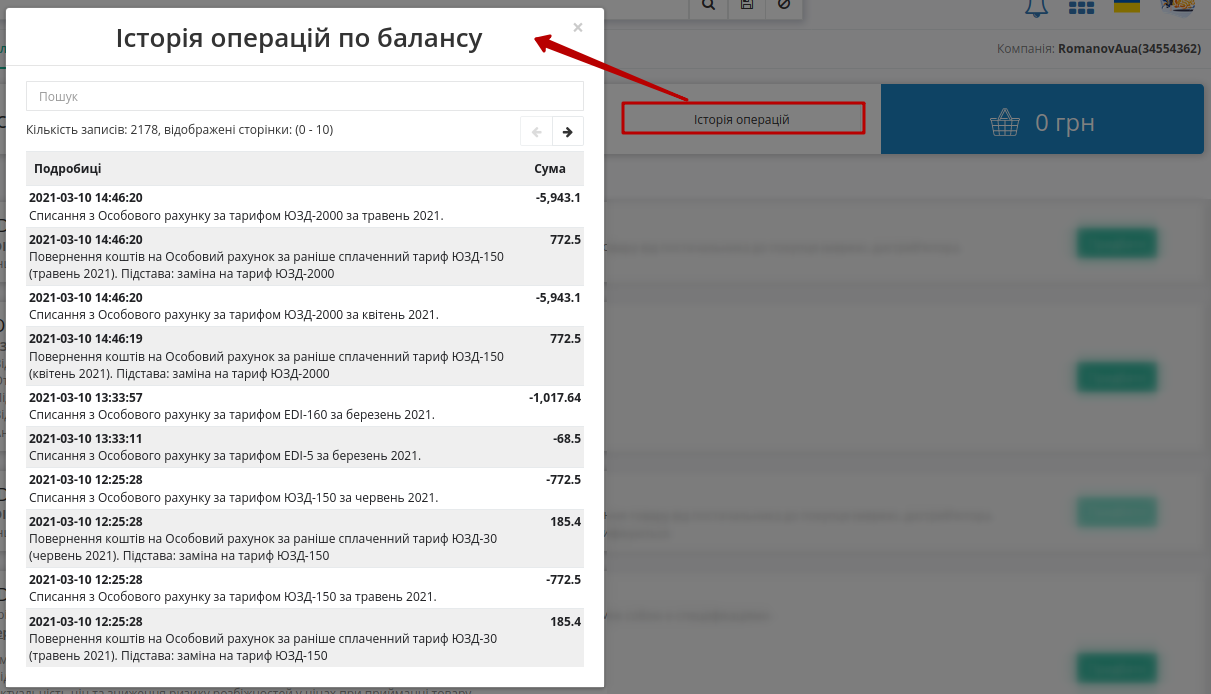 Історія операцій по балансу
×
Компанія: RomanovAua(34554362)
Пошук
Історія операцій
0 грн
Кількість записів: 2178, відображені сторінки: (0 - 10)
Подробиці Сума
2021-03-10 14:46:20 -5,943.1
Списання з Особового рахунку за тарифом ЮЗД-2000 за травень 2021.
2021-03-10 14:46:20 772.5
Повернення коштів на Особовий рахунок за раніше сплаченний тариф ЮЗД-150
(травень 2021). Підстава: заміна на тариф ЮЗД-2000
2021-03-10 14:46:20 -5,943.1
Списання з Особового рахунку за тарифом ЮЗД-2000 за квітень 2021.
2021-03-10 14:46:19 772.5
Повернення коштів на Особовий рахунок за раніше сплаченний тариф ЮЗД-150
(квітень 2021). Підстава: заміна на тариф ЮЗД-2000
2021-03-10 13:33:57 -1,017.64
Списання з Особового рахунку за тарифом EDI-160 за березень 2021.
2021-03-10 13:33:11 -68.5
Списання з Особового рахунку за тарифом EDI-5 за березень 2021.
2021-03-10 12:25:28 -772.5
Списання з Особового рахунку за тарифом ЮЗД-150 за червень 2021.
2021-03-10 12:25:28 185.4
Повернення коштів на Особовий рахунок за раніше сплаченний тариф ЮЗД-30
(червень 2021). Підстава: заміна на тариф ЮЗД-150
2021-03-10 12:25:28 -772.5
Списання з Особового рахунку за тарифом ЮЗД-150 за травень 2021.
2021-03-10 12:25:28 185.4
Повернення коштів на Особовий рахунок за раніше сплаченний тариф ЮЗД-30
(травень 2021). Підстава: заміна на тариф ЮЗД-150